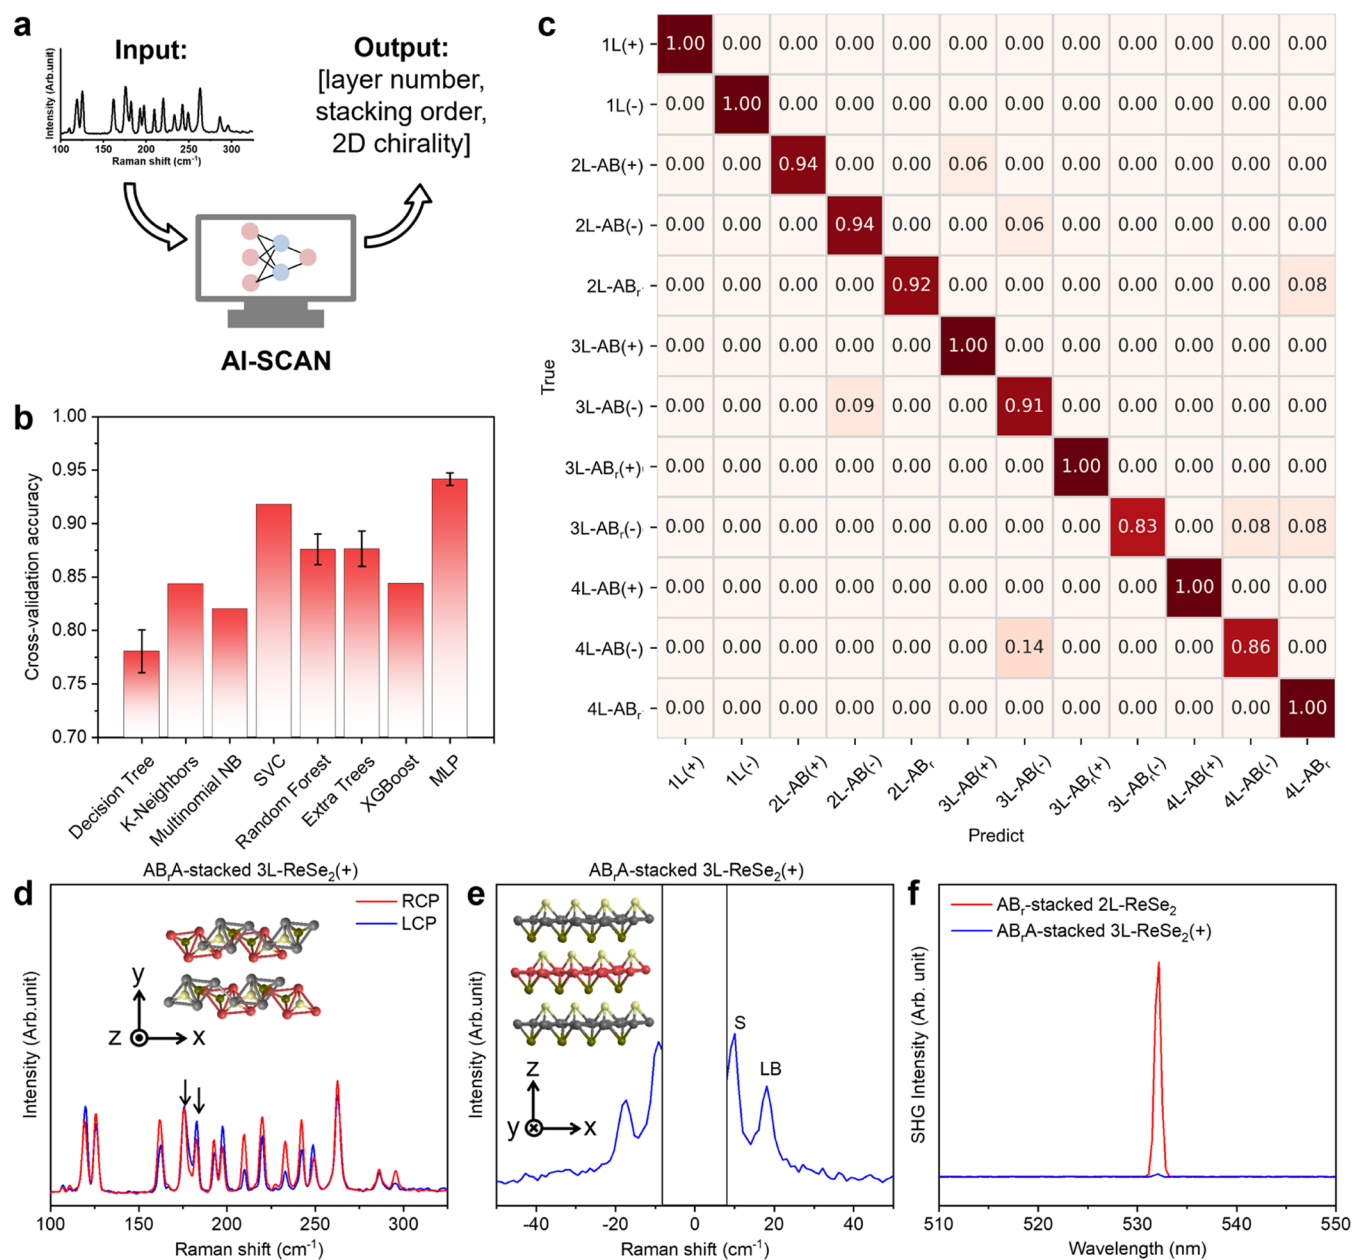 a
Input:
Output:
[layer number,
stacking order,
2D chirality]
Intensity (Arb.unit)
100 150 200 250 300
Raman shift (cm⁻¹)
AI-SCAN
b
Cross-validation accuracy
1.00
0.95
0.90
0.85
0.80
0.75
0.70
Decision Tree
K-Neighbors
Multinomial NB
SVC
Random Forest
Extra Trees
XGBoost
MLP
c
True
1L(+) 1.00 0.00 0.00 0.00 0.00 0.00 0.00 0.00 0.00 0.00 0.00 0.00
1L(-) 0.00 1.00 0.00 0.00 0.00 0.00 0.00 0.00 0.00 0.00 0.00 0.00
2L-AB(+) 0.00 0.00 0.94 0.00 0.00 0.06 0.00 0.00 0.00 0.00 0.00 0.00
2L-AB(-) 0.00 0.00 0.00 0.94 0.00 0.00 0.06 0.00 0.00 0.00 0.00 0.00
2L-ABᵣ 0.00 0.00 0.00 0.00 0.92 0.00 0.00 0.00 0.00 0.00 0.00 0.08
3L-AB(+) 0.00 0.00 0.00 0.00 0.00 1.00 0.00 0.00 0.00 0.00 0.00 0.00
3L-AB(-) 0.00 0.00 0.00 0.09 0.00 0.00 0.91 0.00 0.00 0.00 0.00 0.00
3L-ABᵣ(+) 0.00 0.00 0.00 0.00 0.00 0.00 0.00 1.00 0.00 0.00 0.00 0.00
3L-ABᵣ(-) 0.00 0.00 0.00 0.00 0.00 0.00 0.00 0.00 0.83 0.00 0.08 0.08
4L-AB(+) 0.00 0.00 0.00 0.00 0.00 0.00 0.00 0.00 0.00 1.00 0.00 0.00
4L-AB(-) 0.00 0.00 0.00 0.00 0.00 0.00 0.14 0.00 0.00 0.00 0.86 0.00
4L-ABᵣ 0.00 0.00 0.00 0.00 0.00 0.00 0.00 0.00 0.00 0.00 0.00 1.00
1L(+)
1L(-)
2L-AB(+)
2L-AB(-)
2L-ABᵣ
3L-AB(+)
3L-AB(-)
3L-ABᵣ(+)
3L-ABᵣ(-)
4L-AB(+)
4L-AB(-)
4L-ABᵣ
Predict
d
ABᵣA-stacked 3L-ReSe₂(+)
RCP
LCP
y
z x
Intensity (Arb.unit)
100 150 200 250 300
Raman shift (cm⁻¹)
e
ABᵣA-stacked 3L-ReSe₂(+)
S
LB
z
y x
Intensity (Arb.unit)
-40 -20 0 20 40
Raman shift (cm⁻¹)
f
ABᵣ-stacked 2L-ReSe₂
ABᵣA-stacked 3L-ReSe₂(+)
SHG Intensity (Arb. unit)
510 520 530 540 550
Wavelength (nm)